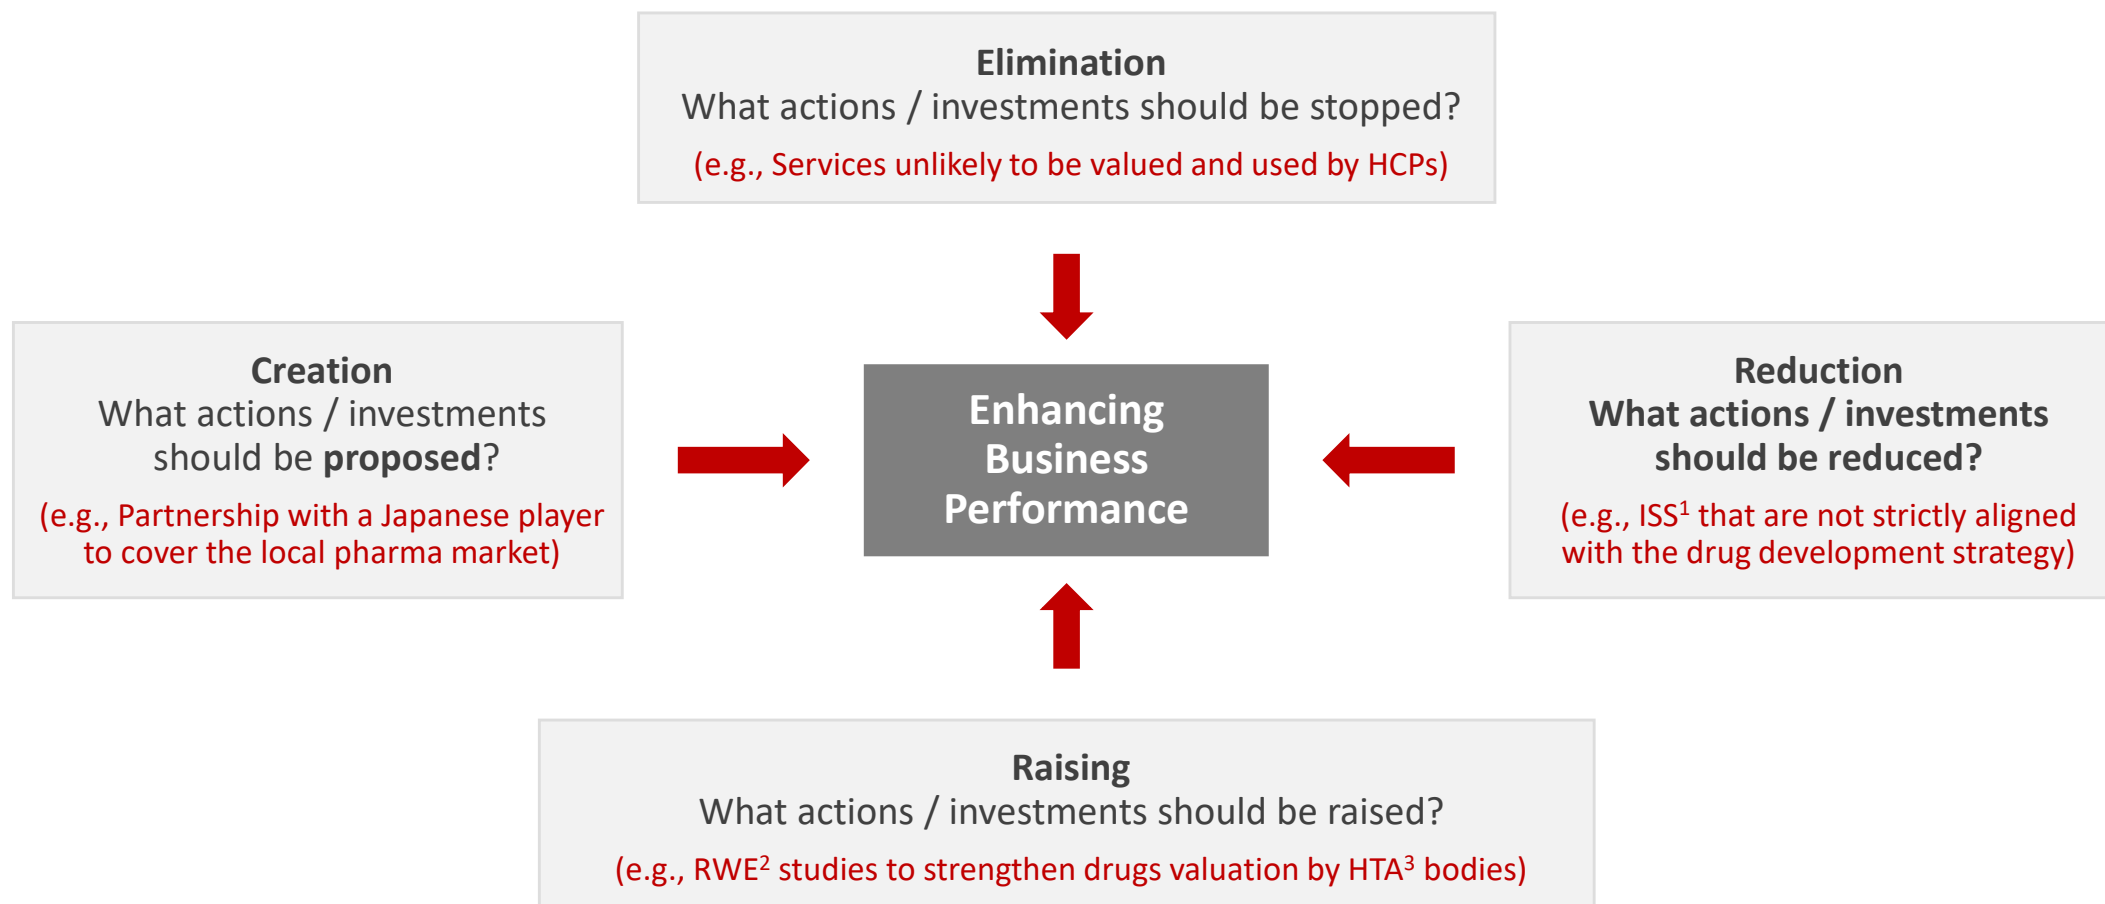 Elimination
What actions / investments should be stopped?
(e.g., Services unlikely to be valued and used by HCPs)
Creation
What actions / investments
should be proposed?
(e.g., Partnership with a Japanese player
to cover the local pharma market)
Enhancing
Business
Performance
Reduction
What actions / investments
should be reduced?
(e.g., ISS¹ that are not strictly aligned
with the drug development strategy)
Raising
What actions / investments should be raised?
(e.g., RWE² studies to strengthen drugs valuation by HTA³ bodies)